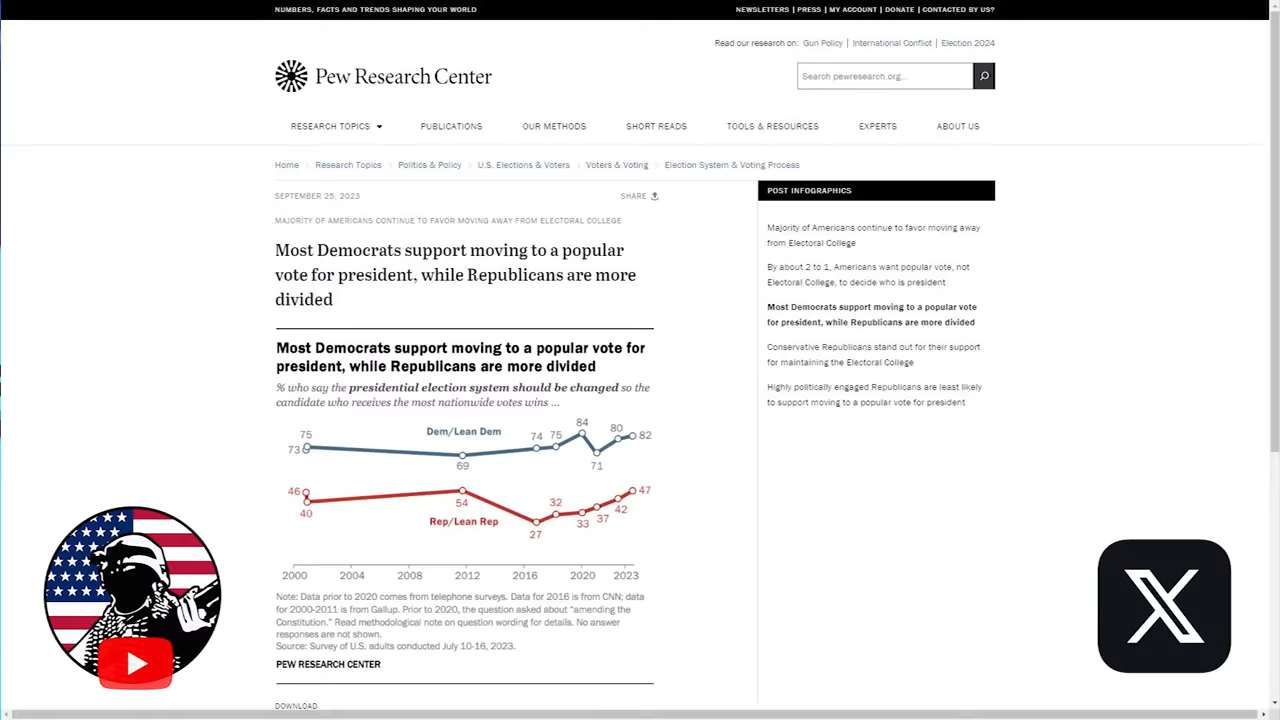 NUMBERS, FACTS AND TRENDS SHAPING YOUR WORLD
NEWSLETTERS | PRESS | MY ACCOUNT | DONATE | CONTACTED BY US?
Read our research on: Gun Policy | International Conflict | Election 2024
Pew Research Center
Search pewresearch.org...
RESEARCH TOPICS
PUBLICATIONS
OUR METHODS
SHORT READS
TOOLS & RESOURCES
EXPERTS
ABOUT US
Home > Research Topics > Politics & Policy > U.S. Elections & Voters > Voters & Voting > Election System & Voting Process
SEPTEMBER 25, 2023
SHARE
MAJORITY OF AMERICANS CONTINUE TO FAVOR MOVING AWAY FROM ELECTORAL COLLEGE
Most Democrats support moving to a popular
vote for president, while Republicans are more
divided
Most Democrats support moving to a popular vote for
president, while Republicans are more divided
% who say the presidential election system should be changed so the
candidate who receives the most nationwide votes wins ...
75
73
Dem/Lean Dem
69
74
75
84
71
80
82
46
40
54
Rep/Lean Rep
27
32
33
37
42
47
2000
2004
2008
2012
2016
2020
2023
Note: Data prior to 2020 comes from telephone surveys. Data for 2016 is from CNN; data
for 2000-2011 is from Gallup. Prior to 2020, the question asked about "amending the
Constitution." Read methodological note on question wording for details. No answer
responses are not shown.
Source: Survey of U.S. adults conducted July 10-16, 2023.
PEW RESEARCH CENTER
DOWNLOAD
POST INFOGRAPHICS
Majority of Americans continue to favor moving away
from Electoral College
By about 2 to 1, Americans want popular vote, not
Electoral College, to decide who is president
Most Democrats support moving to a popular vote
for president, while Republicans are more divided
Conservative Republicans stand out for their support
for maintaining the Electoral College
Highly politically engaged Republicans are least likely
to support moving to a popular vote for president
X